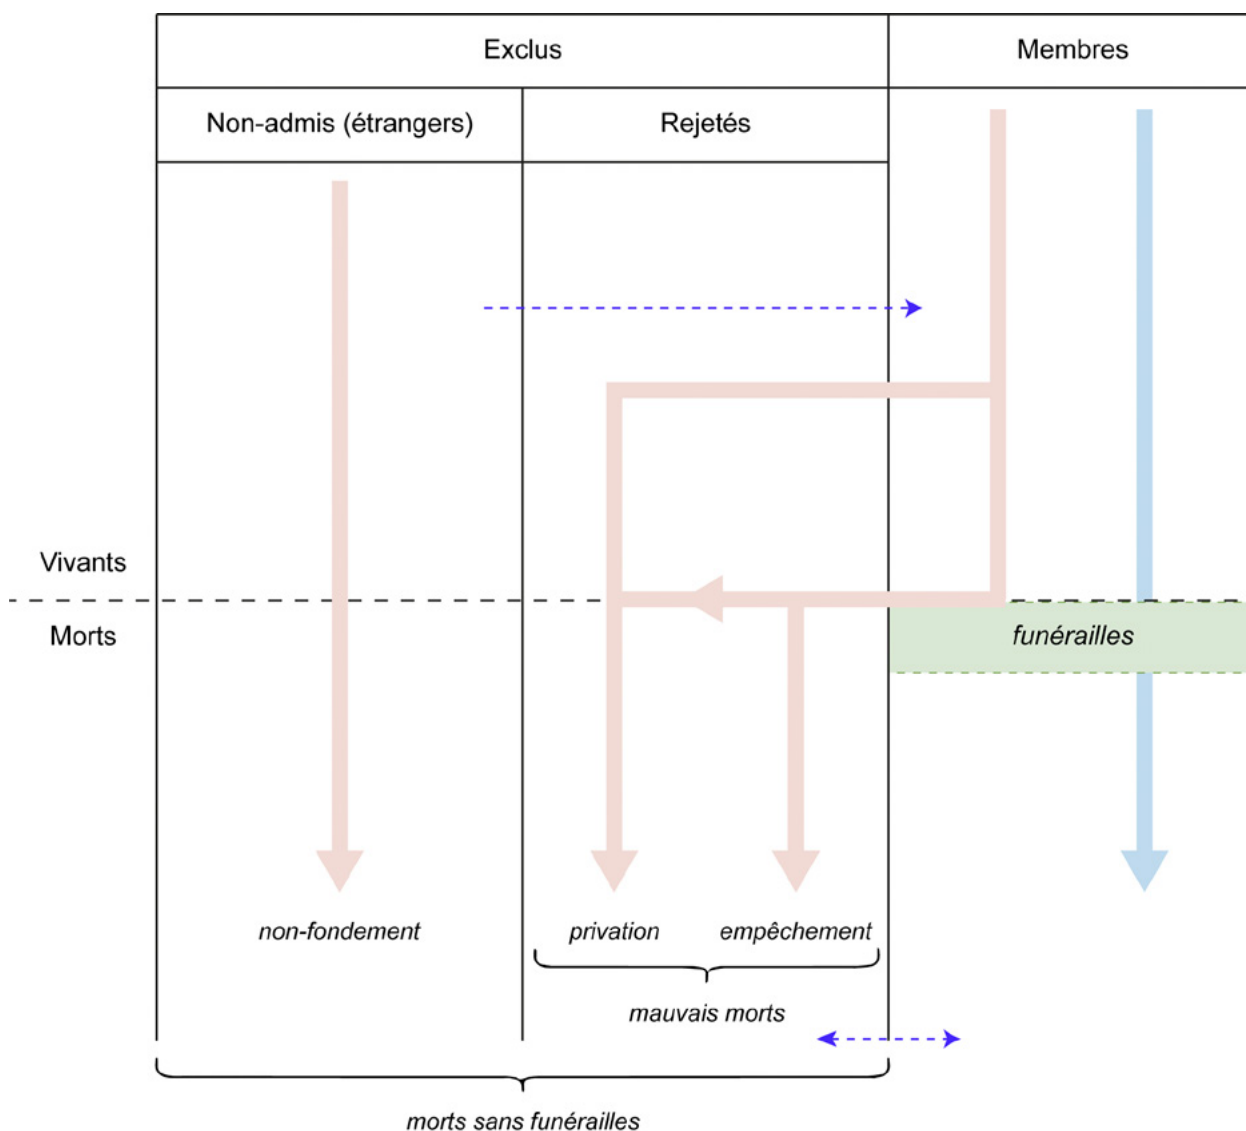 Exclus
Membres
Non-admis (étrangers)
Rejetés
Vivants
Morts
funérailles
non-fondement
privation
empêchement
mauvais morts
morts sans funérailles